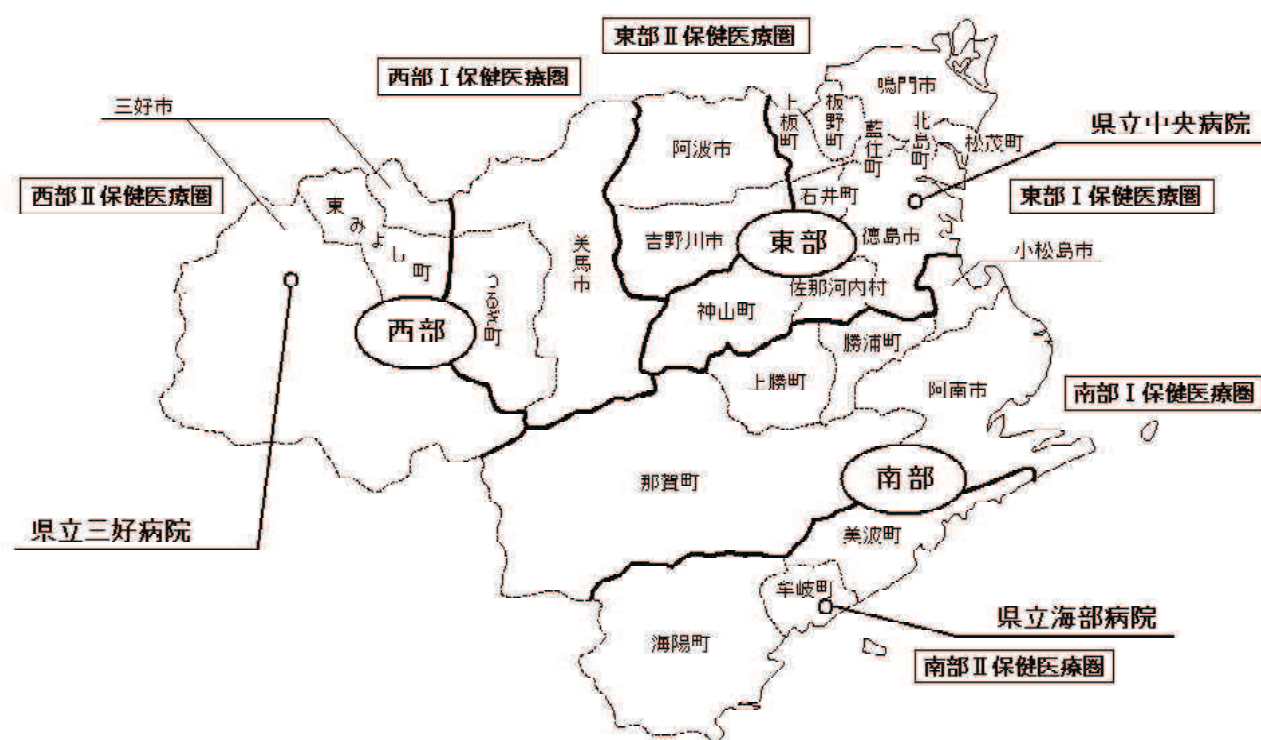 東部Ⅱ保健医療圏
西部Ⅰ保健医療圏
鳴門市
三好市
上板町
板野町
藍住町
北島町
松茂町
県立中央病院
阿波市
西部Ⅱ保健医療圏
東みよし町
石井町
東部Ⅰ保健医療圏
吉野川市
東部
徳島市
小松島市
美馬市
つるぎ町
佐那河内村
神山町
西部
勝浦町
上勝町
阿南市
南部Ⅰ保健医療圏
那賀町
南部
県立三好病院
美波町
牟岐町
県立海部病院
海陽町
南部Ⅱ保健医療圏